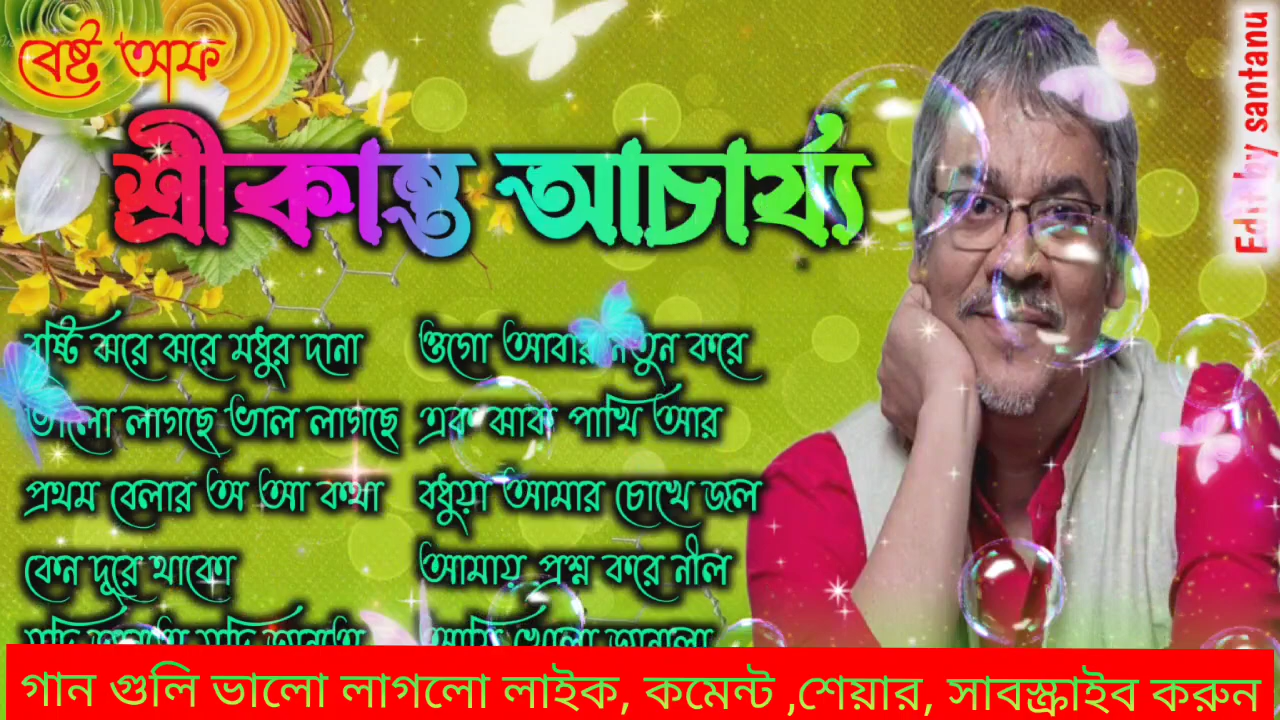 বেষ্ট অফ
শ্রীকান্ত আচার্য্য
Edit by santanu
বৃষ্টি ঝরে ঝরে মধুর দানা
ভালো লাগছে ভাল লাগছে
প্রথম বেলার অ আ কথা
কেন দূরে থাকো
ওগো আবার নতুন করে
এক ঝাক পাখি আর
বধুয়া আমার চোখে জল
আমায় প্রশ্ন করে নীল
আমি খোলা জানালা
গান গুলি ভালো লাগলো লাইক, কমেন্ট ,শেয়ার, সাবস্ক্রাইব করুন